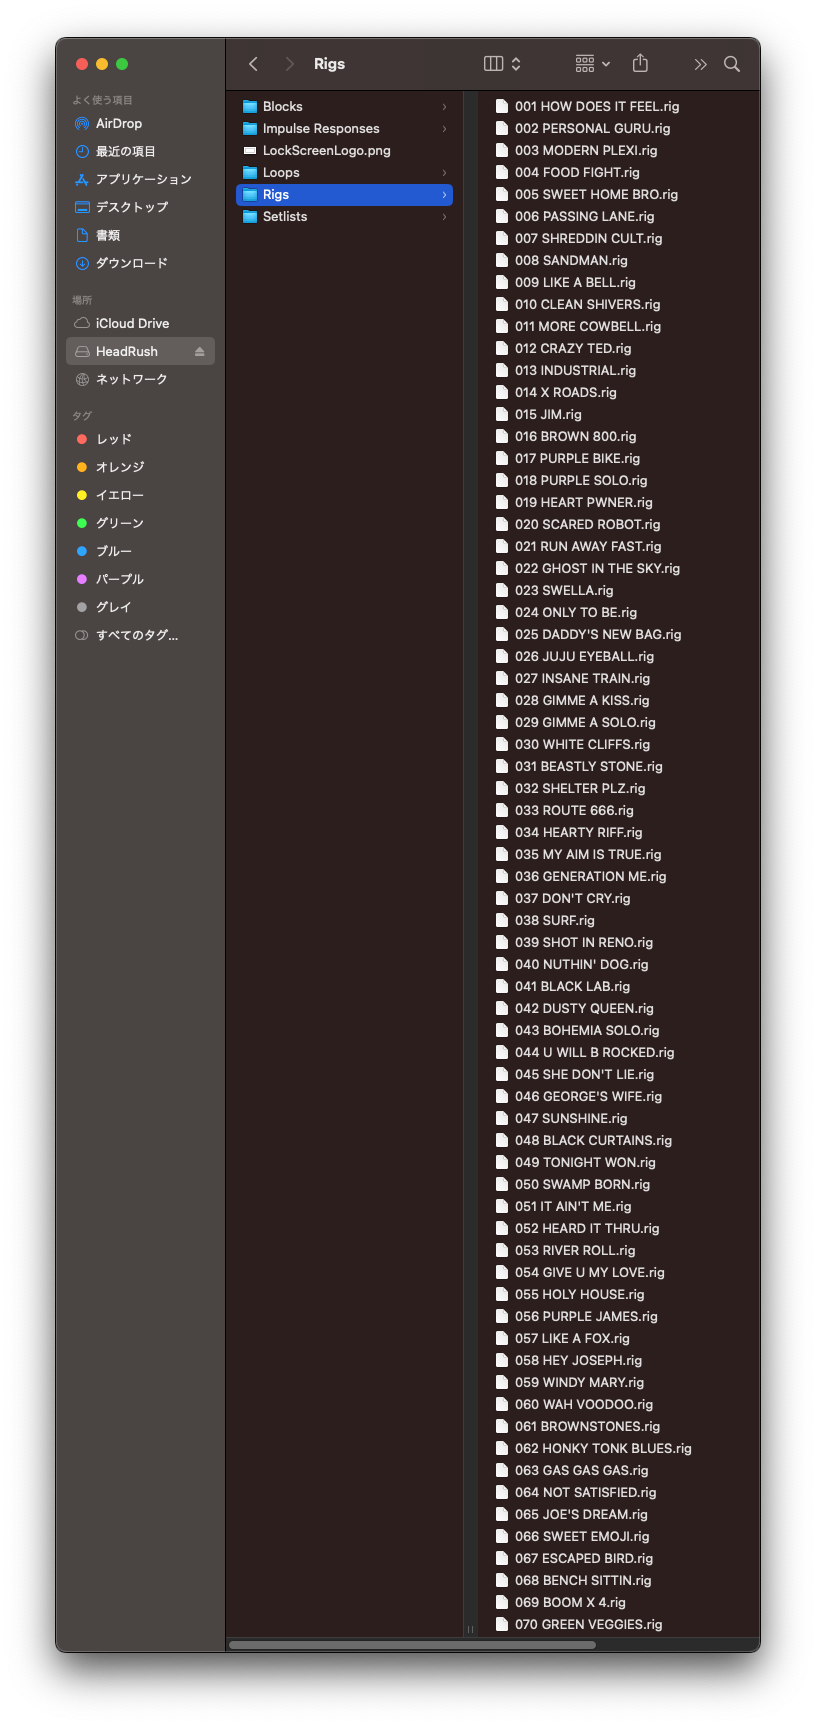 Rigs
よく使う項目
AirDrop
最近の項目
アプリケーション
デスクトップ
書類
ダウンロード
場所
iCloud Drive
HeadRush
ネットワーク
タグ
レッド
オレンジ
イエロー
グリーン
ブルー
パープル
グレイ
すべてのタグ...
Blocks
Impulse Responses
LockScreenLogo.png
Loops
Rigs
Setlists
001 HOW DOES IT FEEL.rig
002 PERSONAL GURU.rig
003 MODERN PLEXI.rig
004 FOOD FIGHT.rig
005 SWEET HOME BRO.rig
006 PASSING LANE.rig
007 SHREDDIN CULT.rig
008 SANDMAN.rig
009 LIKE A BELL.rig
010 CLEAN SHIVERS.rig
011 MORE COWBELL.rig
012 CRAZY TED.rig
013 INDUSTRIAL.rig
014 X ROADS.rig
015 JIM.rig
016 BROWN 800.rig
017 PURPLE BIKE.rig
018 PURPLE SOLO.rig
019 HEART PWNER.rig
020 SCARED ROBOT.rig
021 RUN AWAY FAST.rig
022 GHOST IN THE SKY.rig
023 SWELLA.rig
024 ONLY TO BE.rig
025 DADDY'S NEW BAG.rig
026 JUJU EYEBALL.rig
027 INSANE TRAIN.rig
028 GIMME A KISS.rig
029 GIMME A SOLO.rig
030 WHITE CLIFFS.rig
031 BEASTLY STONE.rig
032 SHELTER PLZ.rig
033 ROUTE 666.rig
034 HEARTY RIFF.rig
035 MY AIM IS TRUE.rig
036 GENERATION ME.rig
037 DON'T CRY.rig
038 SURF.rig
039 SHOT IN RENO.rig
040 NUTHIN' DOG.rig
041 BLACK LAB.rig
042 DUSTY QUEEN.rig
043 BOHEMIA SOLO.rig
044 U WILL B ROCKED.rig
045 SHE DON'T LIE.rig
046 GEORGE'S WIFE.rig
047 SUNSHINE.rig
048 BLACK CURTAINS.rig
049 TONIGHT WON.rig
050 SWAMP BORN.rig
051 IT AIN'T ME.rig
052 HEARD IT THRU.rig
053 RIVER ROLL.rig
054 GIVE U MY LOVE.rig
055 HOLY HOUSE.rig
056 PURPLE JAMES.rig
057 LIKE A FOX.rig
058 HEY JOSEPH.rig
059 WINDY MARY.rig
060 WAH VOODOO.rig
061 BROWNSTONES.rig
062 HONKY TONK BLUES.rig
063 GAS GAS GAS.rig
064 NOT SATISFIED.rig
065 JOE'S DREAM.rig
066 SWEET EMOJI.rig
067 ESCAPED BIRD.rig
068 BENCH SITTIN.rig
069 BOOM X 4.rig
070 GREEN VEGGIES.rig